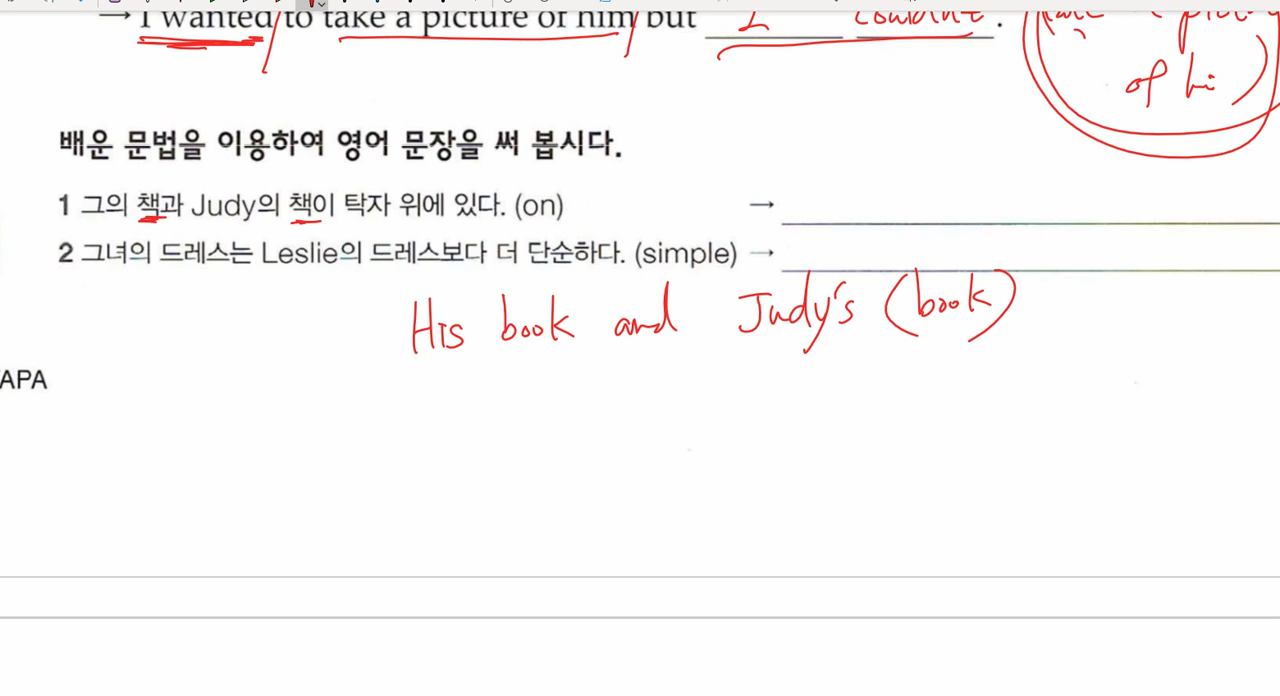 → I wanted to take a picture of him but I couldn't.
of hi
배운 문법을 이용하여 영어 문장을 써 봅시다.
1 그의 책과 Judy의 책이 탁자 위에 있다. (on) →
2 그녀의 드레스는 Leslie의 드레스보다 더 단순하다. (simple) →
His book and Judy's (book)
APA